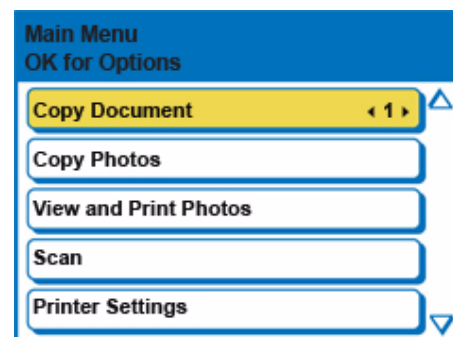 Main Menu
OK for Options
Copy Document 1
Copy Photos
View and Print Photos
Scan
Printer Settings